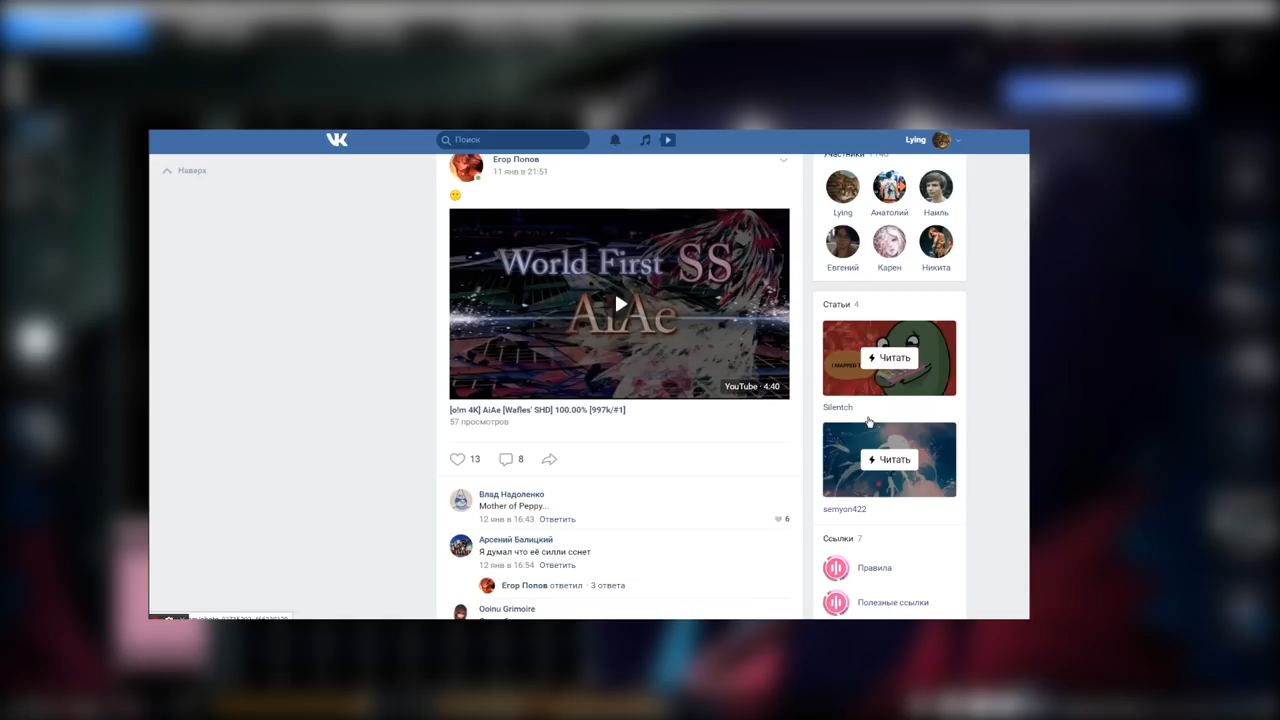 Поиск
Lying
Наверх
Егор Попов
11 янв в 21:51
World First SS
AiAe
YouTube · 4:40
[o!m 4K] AiAe [Wafles' SHD] 100.00% [997k/#1]
57 просмотров
13
8
Влад Надоленко
Mother of Peppy...
12 янв в 16:43 Ответить
6
Арсений Балицкий
Я думал что её силли сснет
12 янв в 16:54 Ответить
Егор Попов ответил · 3 ответа
Ooinu Grimoire
Участники
Lying Анатолий Наиль
Евгений Карен Никита
Статьи 4
I MAPPED
Читать
Silentch
Читать
semyon422
Ссылки 7
Правила
Полезные ссылки